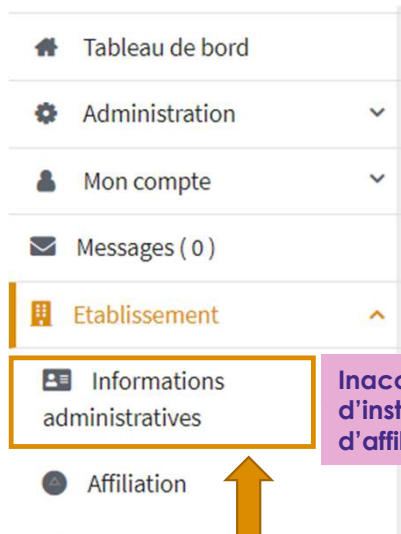 Tableau de bord
Administration
Mon compte
Messages ( 0 )
Etablissement
Informations
administratives
Affiliation